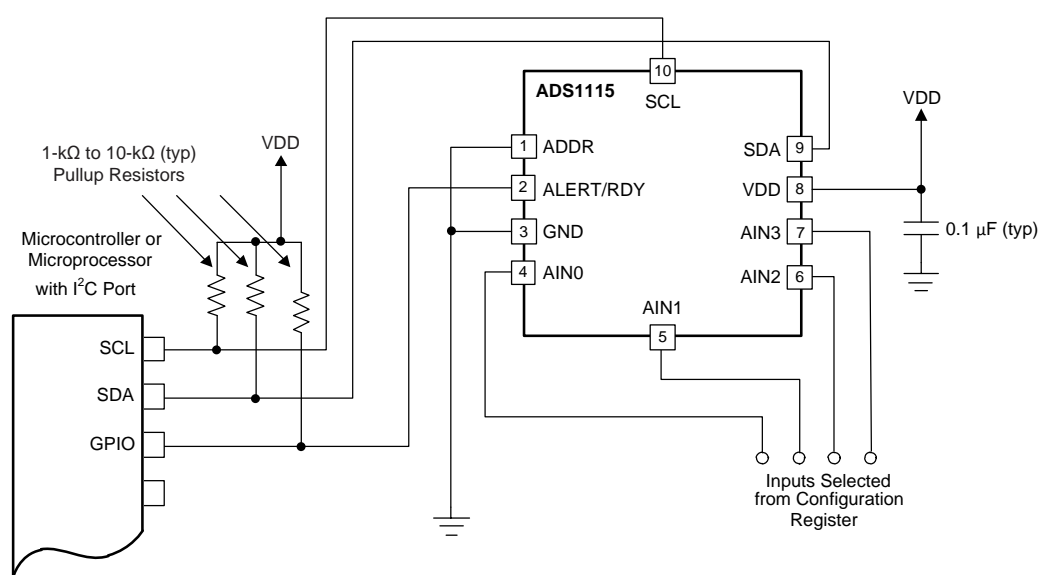 10
ADS1115
SCL
VDD
VDD
1-kΩ to 10-kΩ (typ)
Pullup Resistors
1 ADDR
SDA 9
2 ALERT/RDY
VDD 8
Microcontroller or
Microprocessor
with I²C Port
3 GND
AIN3 7
0.1 µF (typ)
4 AIN0
AIN2 6
AIN1
5
SCL
SDA
GPIO
Inputs Selected
from Configuration
Register